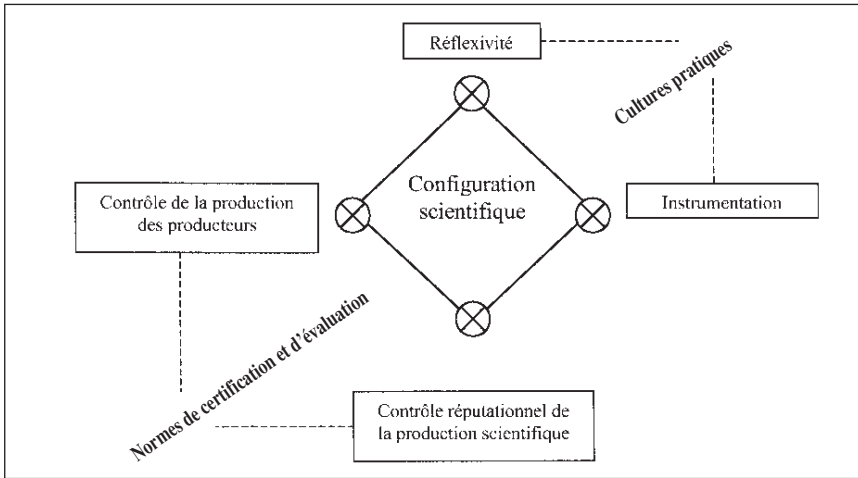 Réflexivité
Cultures pratiques
Configuration
scientifique
Contrôle de la production
des producteurs
Instrumentation
Normes de certification et d'évaluation
Contrôle réputationnel de
la production scientifique